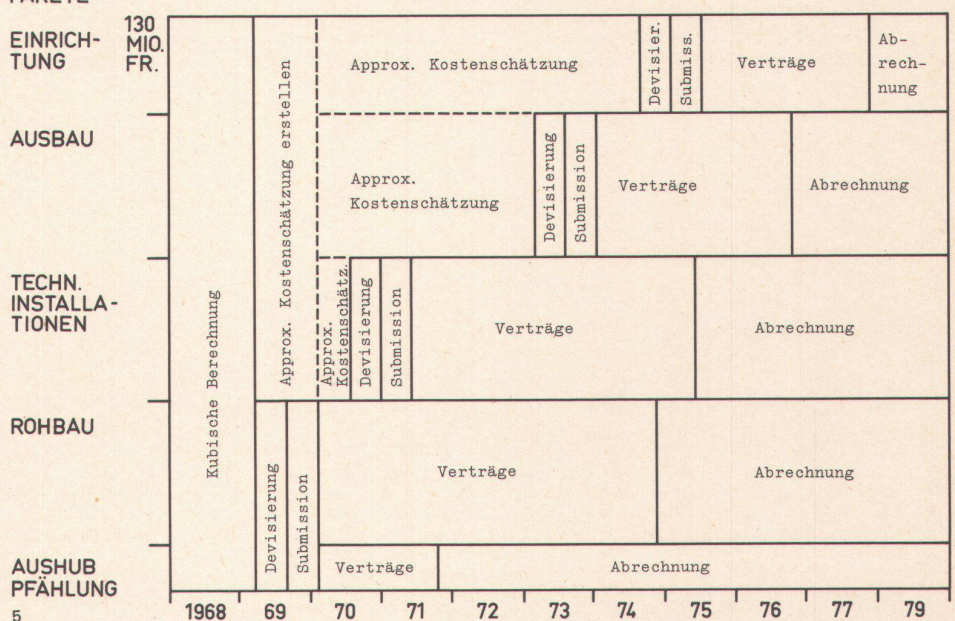 PAKETE
EINRICH-
TUNG
130
MIO.
FR.
Approx. Kostenschätzung
Devisier.
Submiss.
Verträge
Ab-
rech-
nung
Kubische Berechnung
Approx. Kostenschätzung erstellen
AUSBAU
Approx.
Kostenschätzung
Devisierung
Submission
Verträge
Abrechnung
TECHN.
INSTALLA-
TIONEN
Approx.
Kostenschätz.
Devisierung
Submission
Verträge
Abrechnung
ROHBAU
Devisierung
Submission
Verträge
Abrechnung
AUSHUB
PFÄHLUNG
Verträge
Abrechnung
1968 69 70 71 72 73 74 75 76 77 79
5